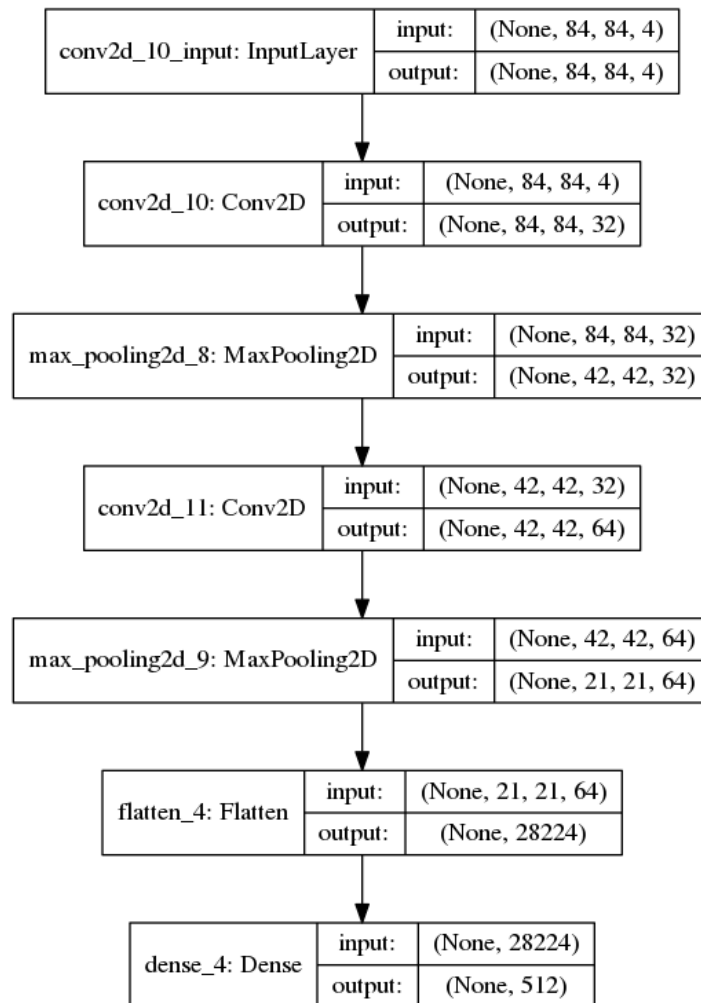 conv2d_10_input: InputLayer
input: (None, 84, 84, 4)
output: (None, 84, 84, 4)
conv2d_10: Conv2D
input: (None, 84, 84, 4)
output: (None, 84, 84, 32)
max_pooling2d_8: MaxPooling2D
input: (None, 84, 84, 32)
output: (None, 42, 42, 32)
conv2d_11: Conv2D
input: (None, 42, 42, 32)
output: (None, 42, 42, 64)
max_pooling2d_9: MaxPooling2D
input: (None, 42, 42, 64)
output: (None, 21, 21, 64)
flatten_4: Flatten
input: (None, 21, 21, 64)
output: (None, 28224)
dense_4: Dense
input: (None, 28224)
output: (None, 512)